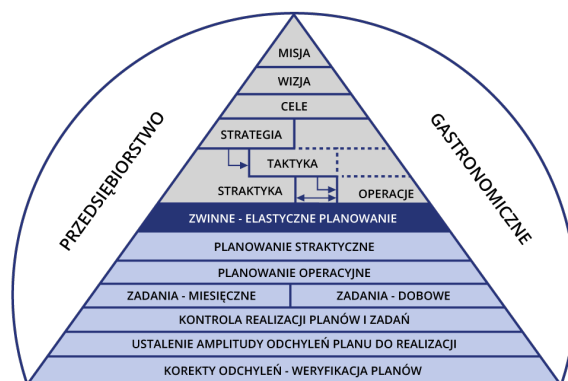 PRZEDSIĘBIORSTWO
GASTRONOMICZNE
MISJA
WIZJA
CELE
STRATEGIA
TAKTYKA
STRAKTYKA
OPERACJE
ZWINNE - ELASTYCZNE PLANOWANIE
PLANOWANIE STRAKTYCZNE
PLANOWANIE OPERACYJNE
ZADANIA - MIESIĘCZNE
ZADANIA - DOBOWE
KONTROLA REALIZACJI PLANÓW I ZADAŃ
USTALENIE AMPLITUDY ODCHYLEŃ PLANU DO REALIZACJI
KOREKTY ODCHYLEŃ - WERYFIKACJA PLANÓW